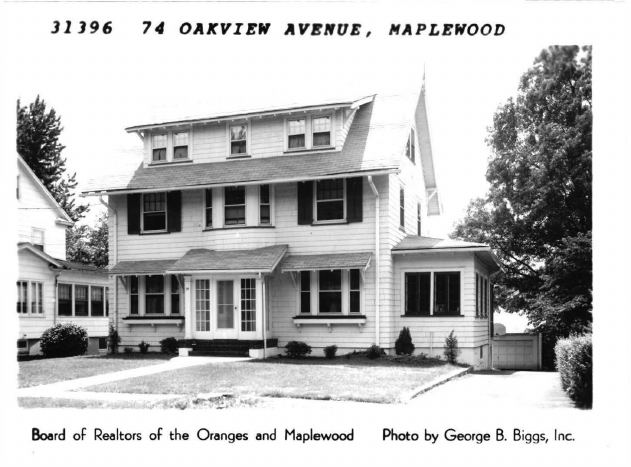 31396 74 OAKVIEW AVENUE, MAPLEWOOD
Board of Realtors of the Oranges and Maplewood Photo by George B. Biggs, Inc.